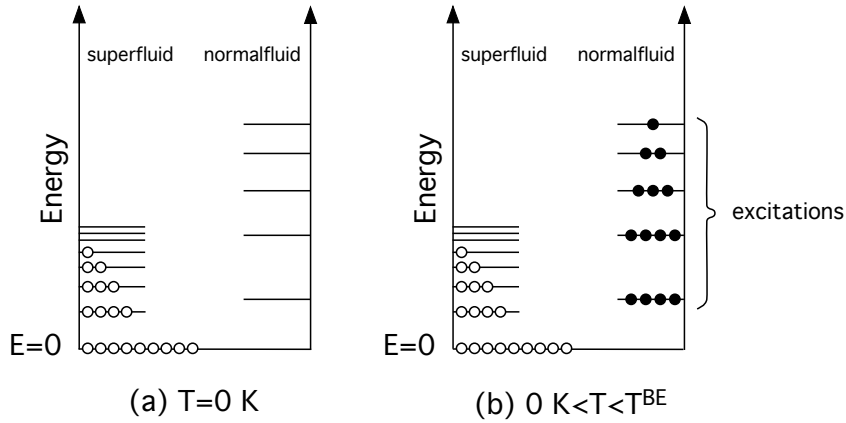 superfluid normalfluid
Energy
E=0
(a) T=0 K
superfluid normalfluid
Energy
excitations
E=0
(b) 0 K<T<T^BE